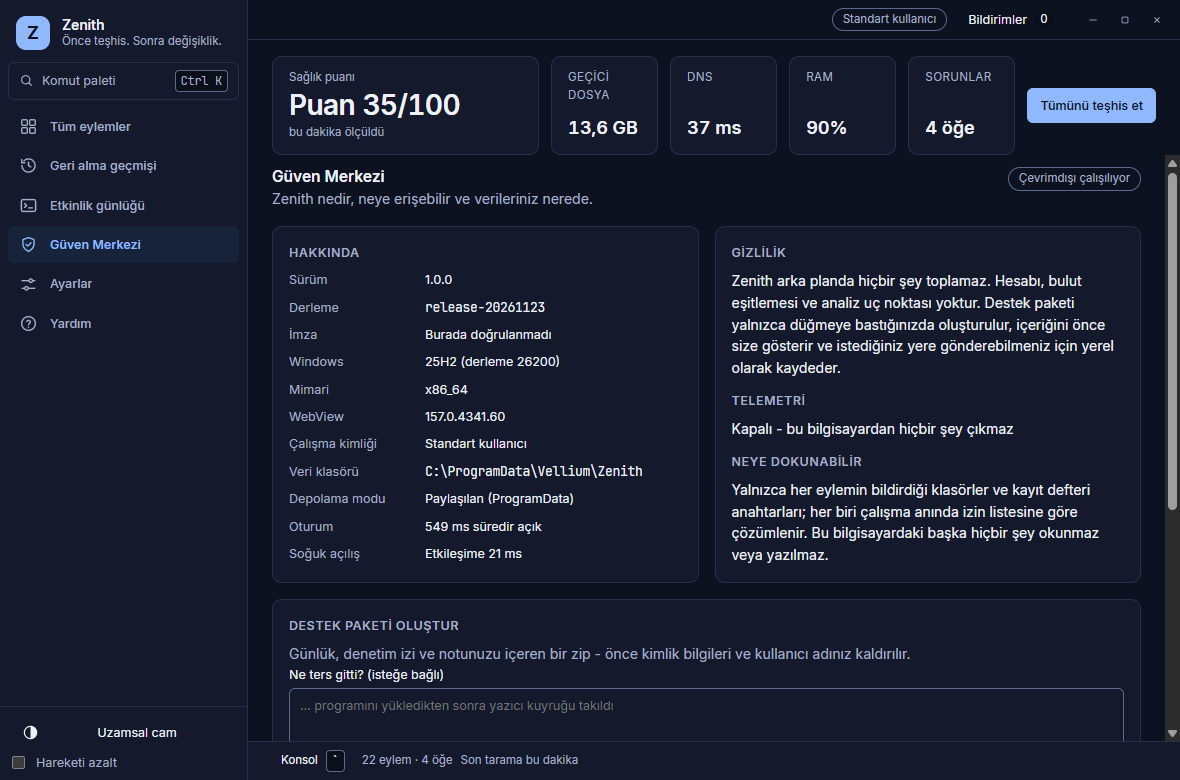 Z
Zenith
Önce teşhis. Sonra değişiklik.
Komut paleti
Ctrl K
Tüm eylemler
Geri alma geçmişi
Etkinlik günlüğü
Güven Merkezi
Ayarlar
Yardım
Uzamsal cam
Hareketi azalt
Standart kullanıcı
Bildirimler 0
Sağlık puanı
Puan 35/100
bu dakika ölçüldü
GEÇİCİ
DOSYA
13,6 GB
DNS
37 ms
RAM
90%
SORUNLAR
4 öğe
Tümünü teşhis et
Güven Merkezi
Zenith nedir, neye erişebilir ve verileriniz nerede.
Çevrimdışı çalışılıyor
HAKKINDA
Sürüm 1.0.0
Derleme release-20261123
İmza Burada doğrulanmadı
Windows 25H2 (derleme 26200)
Mimari x86_64
WebView 157.0.4341.60
Çalışma kimliği Standart kullanıcı
Veri klasörü C:\ProgramData\Vellium\Zenith
Depolama modu Paylaşılan (ProgramData)
Oturum 549 ms süredir açık
Soğuk açılış Etkileşime 21 ms
GİZLİLİK
Zenith arka planda hiçbir şey toplamaz. Hesabı, bulut
eşitlemesi ve analiz uç noktası yoktur. Destek paketi
yalnızca düğmeye bastığınızda oluşturulur, içeriğini önce
size gösterir ve istediğiniz yere gönderebilmeniz için yerel
olarak kaydeder.
TELEMETRİ
Kapalı - bu bilgisayardan hiçbir şey çıkmaz
NEYE DOKUNABİLİR
Yalnızca her eylemin bildirdiği klasörler ve kayıt defteri
anahtarları; her biri çalışma anında izin listesine göre
çözümlenir. Bu bilgisayardaki başka hiçbir şey okunmaz
veya yazılmaz.
DESTEK PAKETİ OLUŞTUR
Günlük, denetim izi ve notunuzu içeren bir zip - önce kimlik bilgileri ve kullanıcı adınız kaldırılır.
Ne ters gitti? (isteğe bağlı)
... programını yükledikten sonra yazıcı kuyruğu takıldı
Konsol ` 22 eylem · 4 öğe Son tarama bu dakika